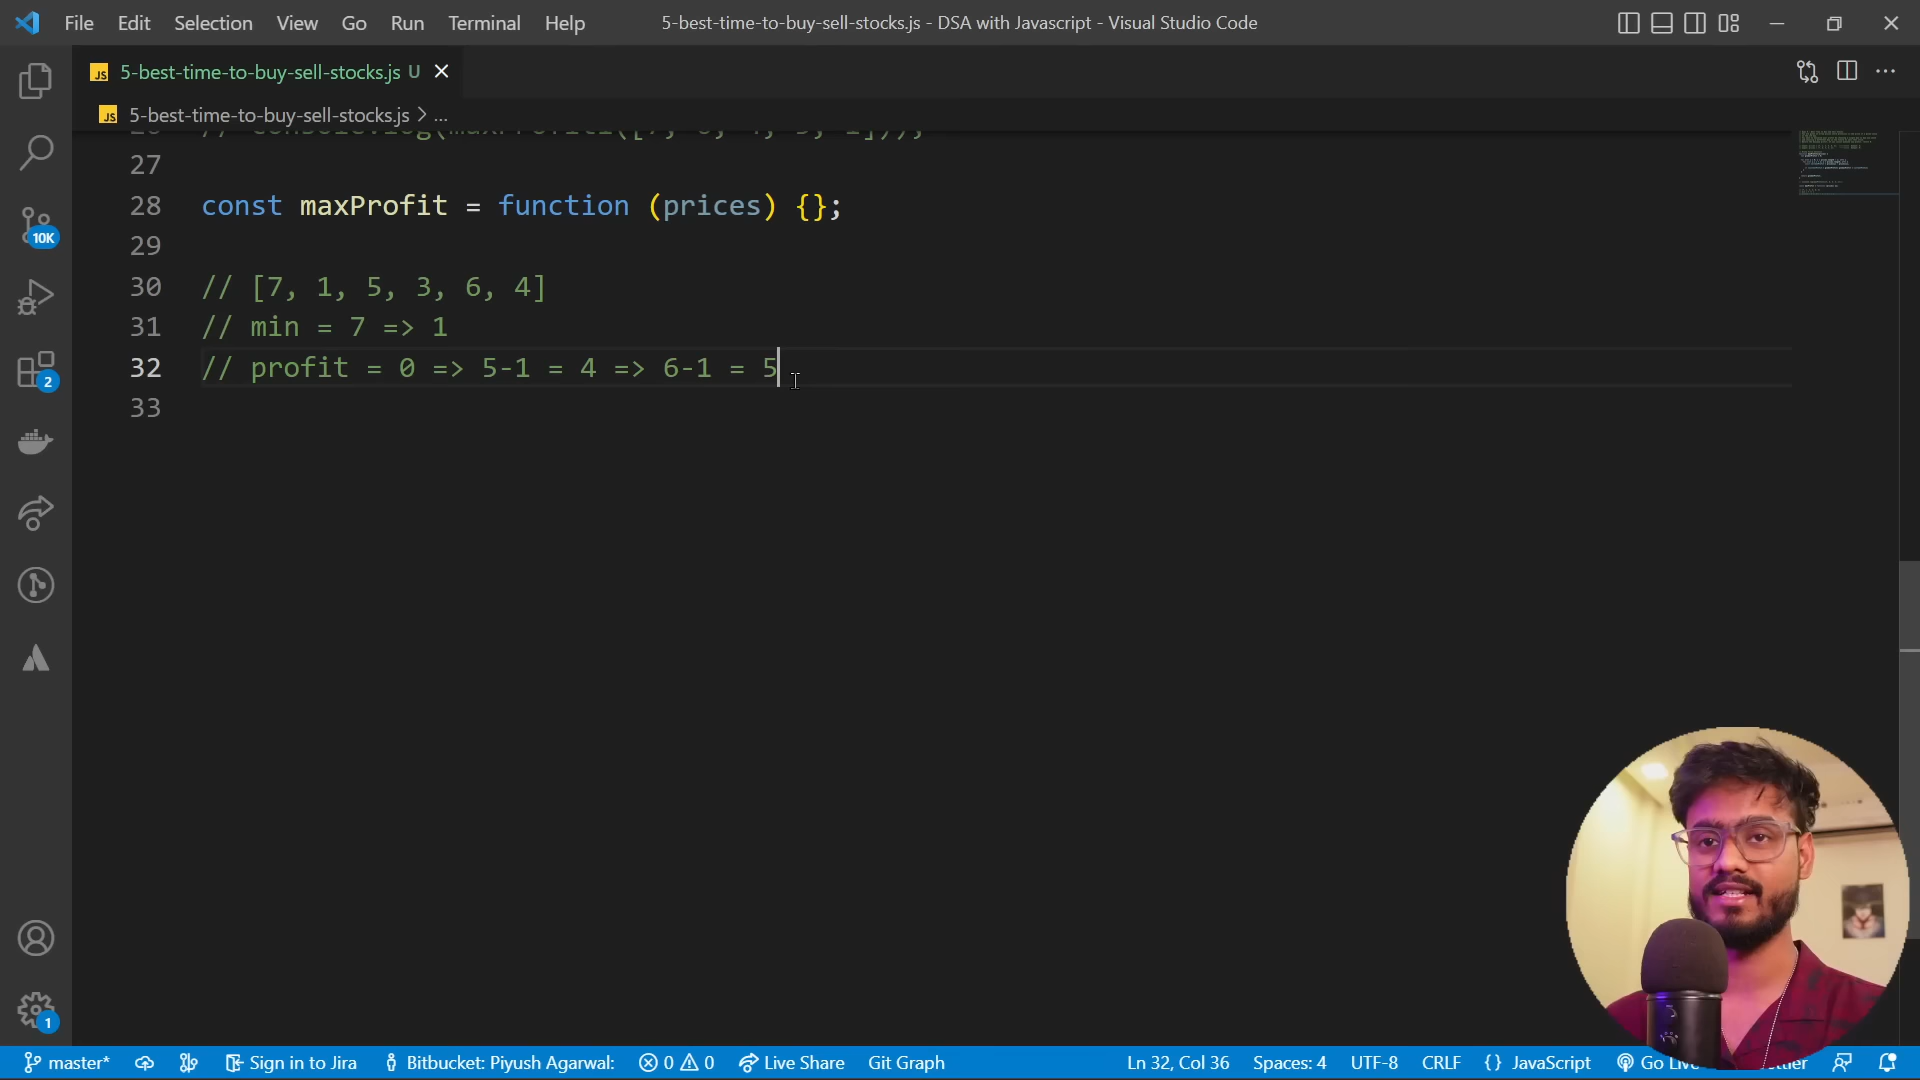 File Edit Selection View Go Run Terminal Help
5-best-time-to-buy-sell-stocks.js - DSA with Javascript - Visual Studio Code
JS 5-best-time-to-buy-sell-stocks.js U
JS 5-best-time-to-buy-sell-stocks.js > ...
27
28 const maxProfit = function (prices) {};
29
30 // [7, 1, 5, 3, 6, 4]
31 // min = 7 => 1
32 // profit = 0 => 5-1 = 4 => 6-1 = 5
33
10K
2
1
master* Sign in to Jira Bitbucket: Piyush Agarwal: 0 0 Live Share Git Graph Ln 32, Col 36 Spaces: 4 UTF-8 CRLF {} JavaScript